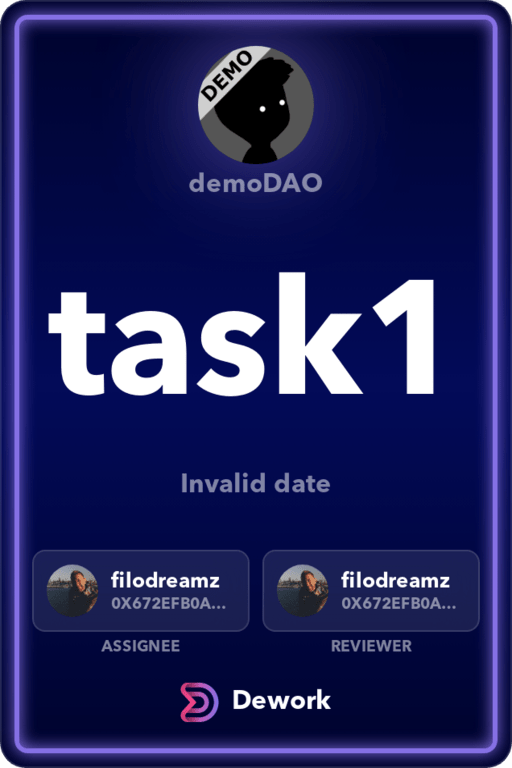 DEMO
demoDAO
task1
Invalid date
filodreamz
0X672EFB0A...
ASSIGNEE
filodreamz
0X672EFB0A...
REVIEWER
Dework